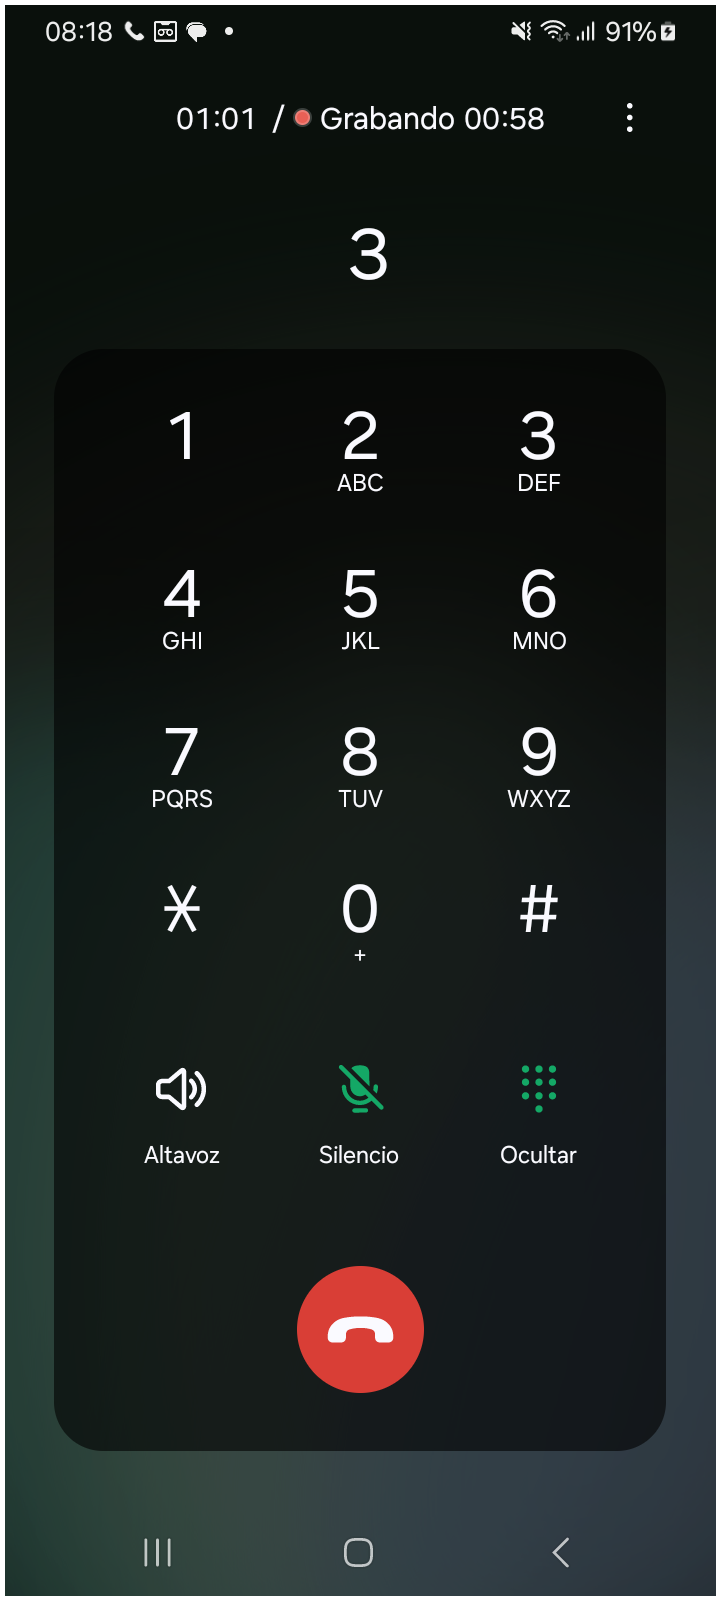 08:18 91%
01:01 / Grabando 00:58
3
1 2 3
ABC DEF
4 5 6
GHI JKL MNO
7 8 9
PQRS TUV WXYZ
* 0 #
+
Altavoz Silencio Ocultar